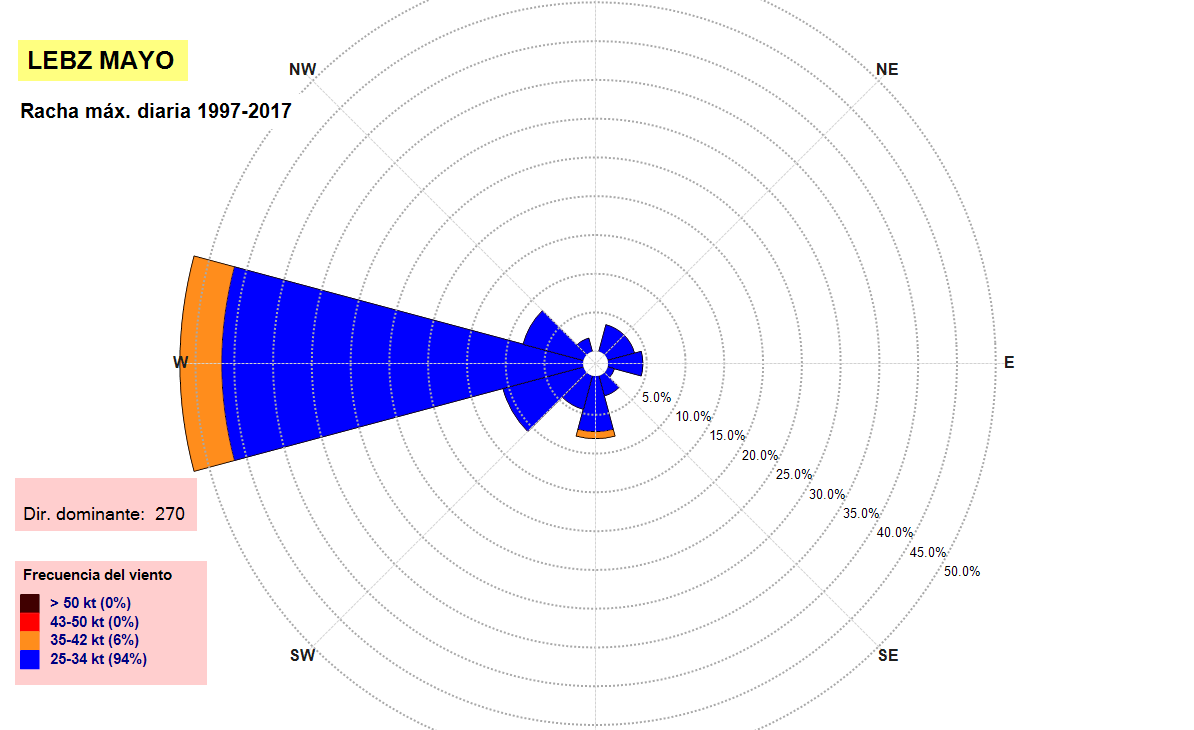 LEBZ MAYO
Racha máx. diaria 1997-2017
NW
NE
W
E
5.0%
10.0%
15.0%
20.0%
25.0%
30.0%
35.0%
40.0%
45.0%
50.0%
SW
SE
Dir. dominante: 270
Frecuencia del viento
> 50 kt (0%)
43-50 kt (0%)
35-42 kt (6%)
25-34 kt (94%)